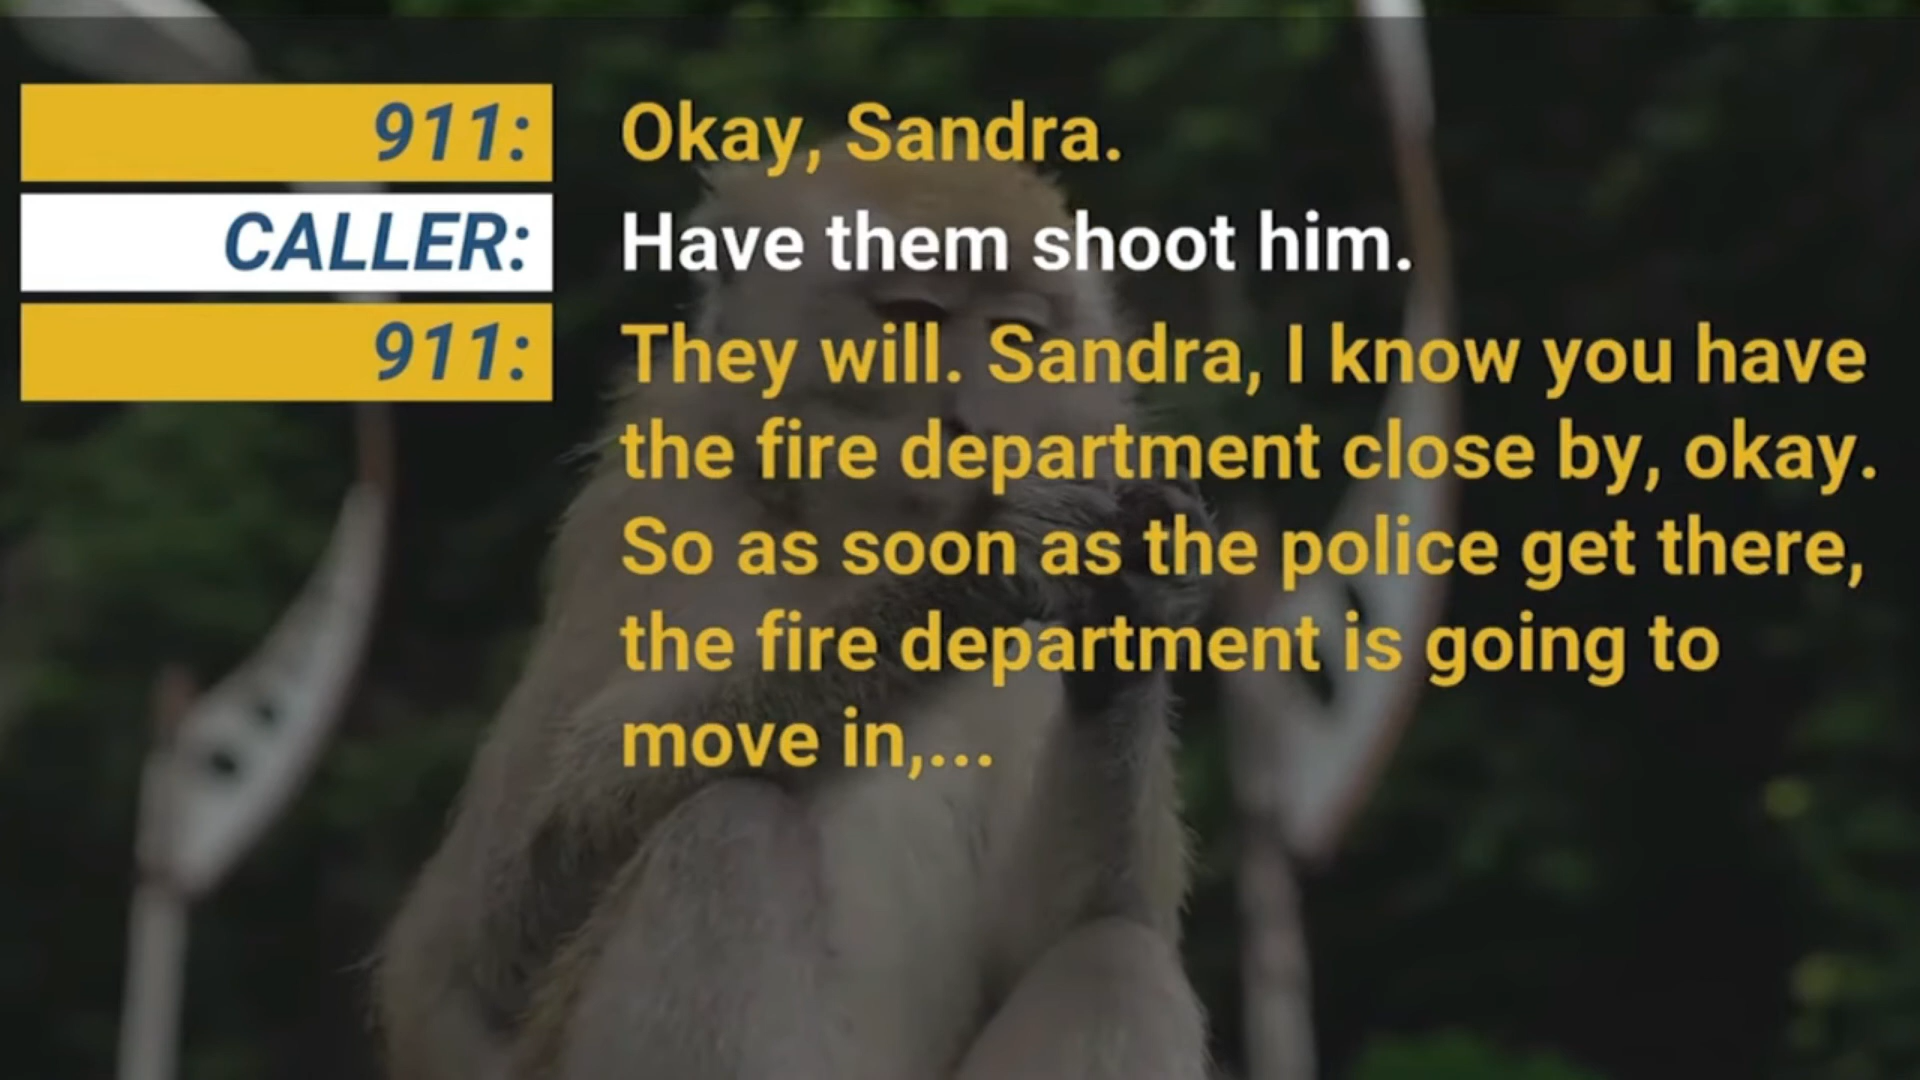 911: Okay, Sandra.
CALLER: Have them shoot him.
911: They will. Sandra, I know you have
the fire department close by, okay.
So as soon as the police get there,
the fire department is going to
move in,...